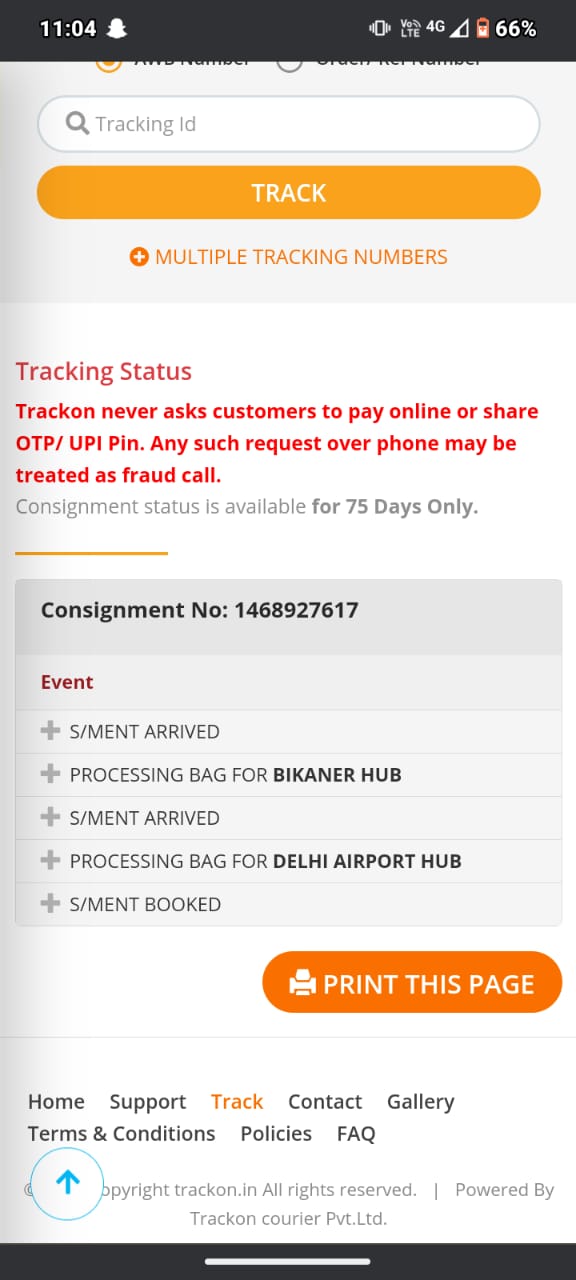 11:04 Vo LTE 4G 66%
AWB Number Order/ Ref Number
Tracking Id
TRACK
MULTIPLE TRACKING NUMBERS
Tracking Status
Trackon never asks customers to pay online or share
OTP/ UPI Pin. Any such request over phone may be
treated as fraud call.
Consignment status is available for 75 Days Only.
Consignment No: 1468927617
Event
S/MENT ARRIVED
PROCESSING BAG FOR BIKANER HUB
S/MENT ARRIVED
PROCESSING BAG FOR DELHI AIRPORT HUB
S/MENT BOOKED
PRINT THIS PAGE
Home Support Track Contact Gallery
Terms & Conditions Policies FAQ
opyright trackon.in All rights reserved. | Powered By
Trackon courier Pvt.Ltd.